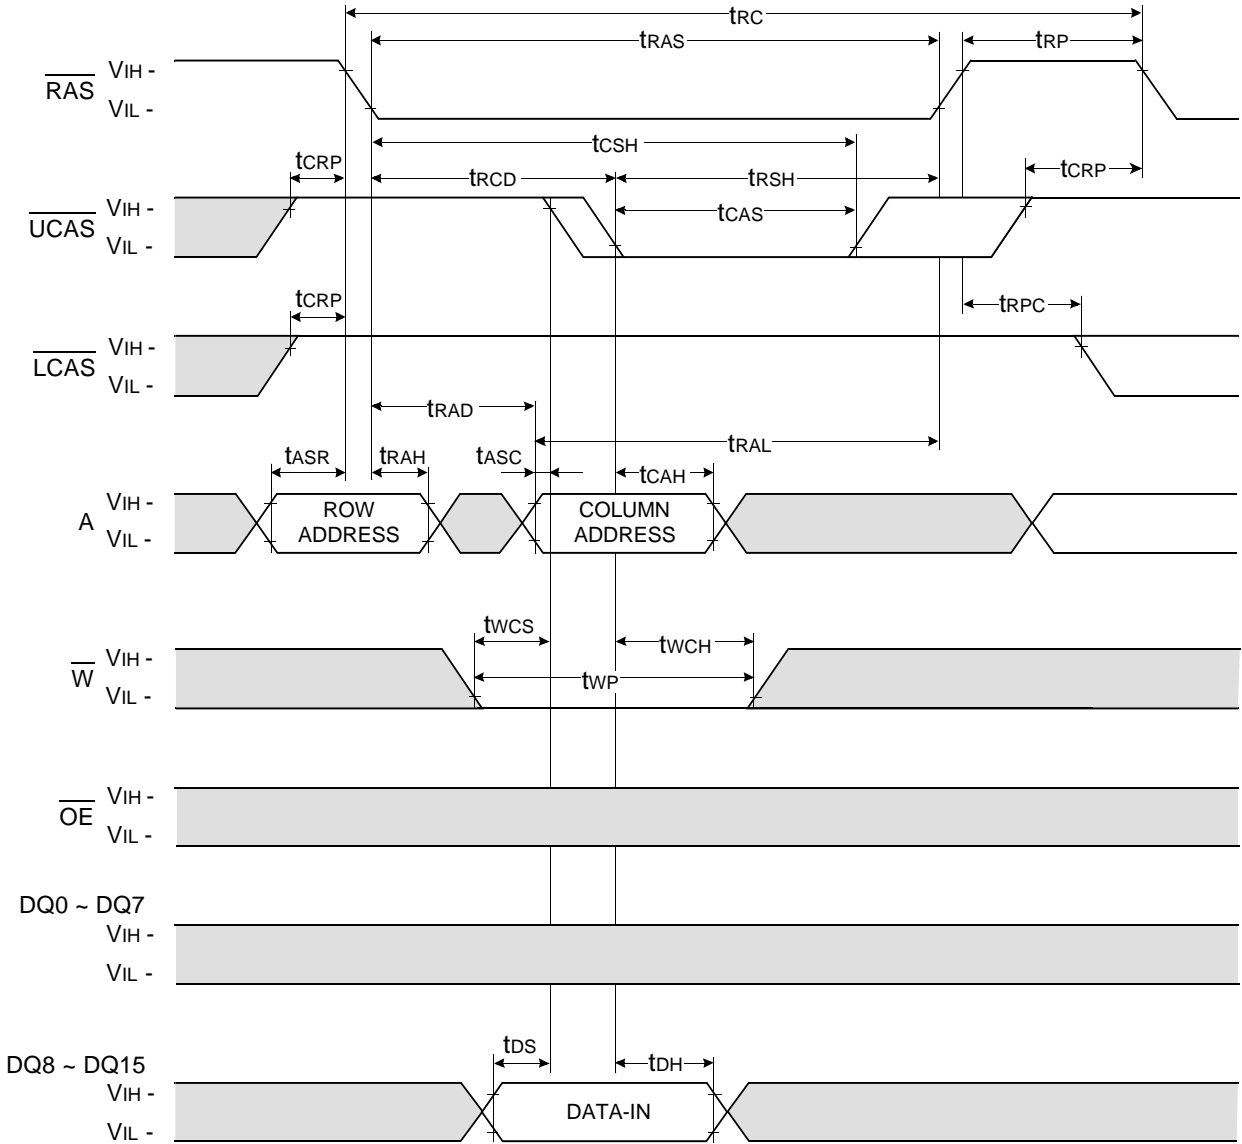 tRC
tRAS
tRP
RAS
VIH -
VIL -
tCSH
tCRP
tRCD
tRSH
tCRP
UCAS
VIH -
VIL -
tCAS
tCRP
tRPC
LCAS
VIH -
VIL -
tRAD
tRAL
tASR
tRAH
tASC
tCAH
A
VIH -
VIL -
ROW
ADDRESS
COLUMN
ADDRESS
tWCS
tWCH
W
VIH -
VIL -
tWP
OE
VIH -
VIL -
DQ0 ~ DQ7
VIH -
VIL -
tDS
tDH
DQ8 ~ DQ15
VIH -
VIL -
DATA-IN